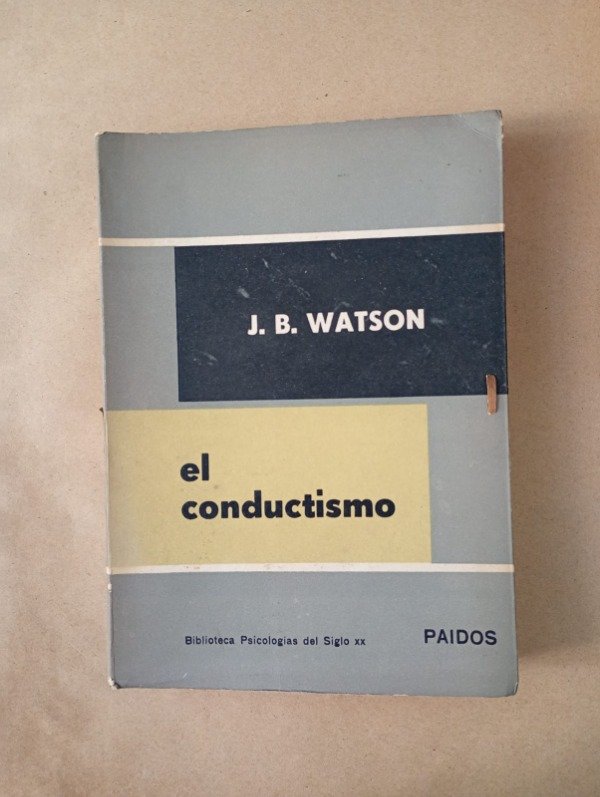 J. B. WATSON
el
conductismo
Biblioteca Psicologías del Siglo xx
PAIDOS